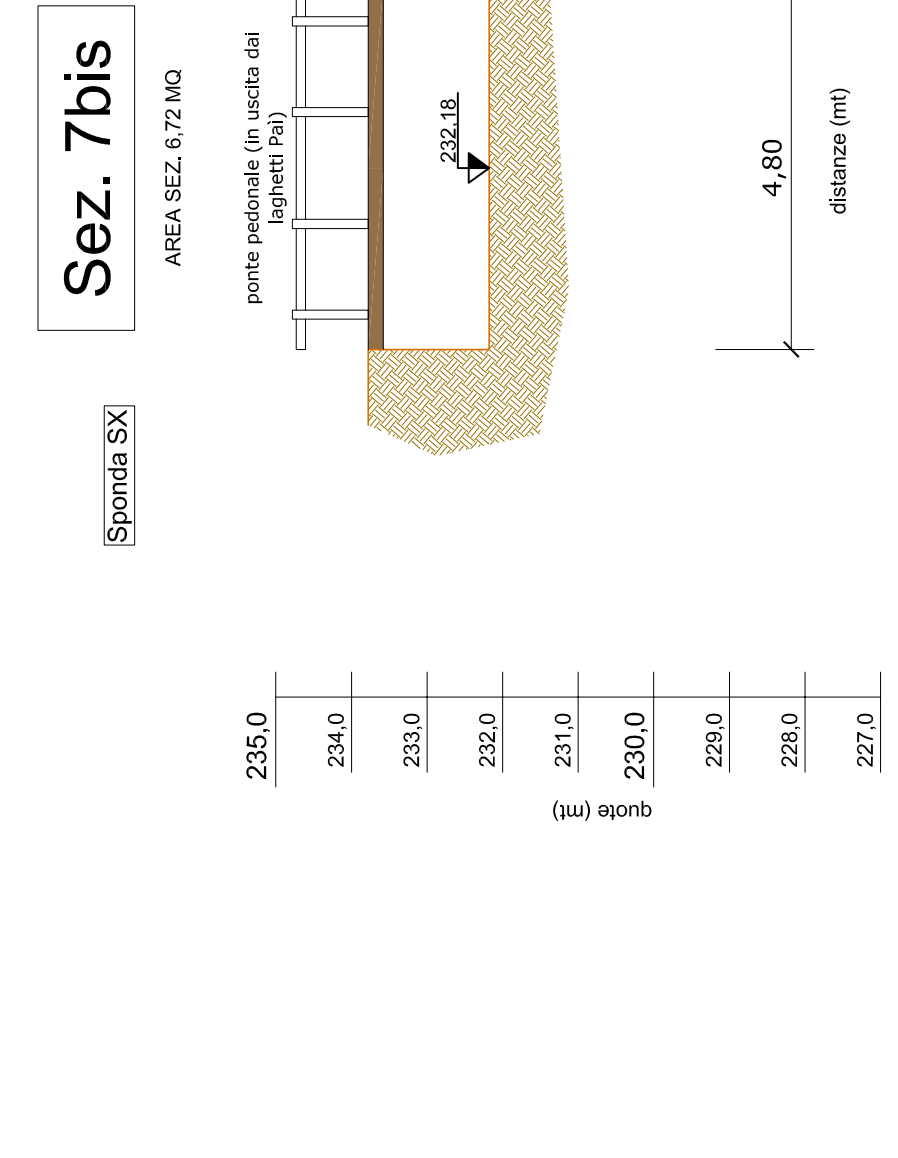 Sez. 7bis
AREA SEZ. 6,72 MQ
Sponda SX
ponte pedonale (in uscita dai
laghetti Paì)
232,18
4,80
distanze (mt)
235,0
234,0
233,0
232,0
231,0
230,0
229,0
228,0
227,0
quote (mt)